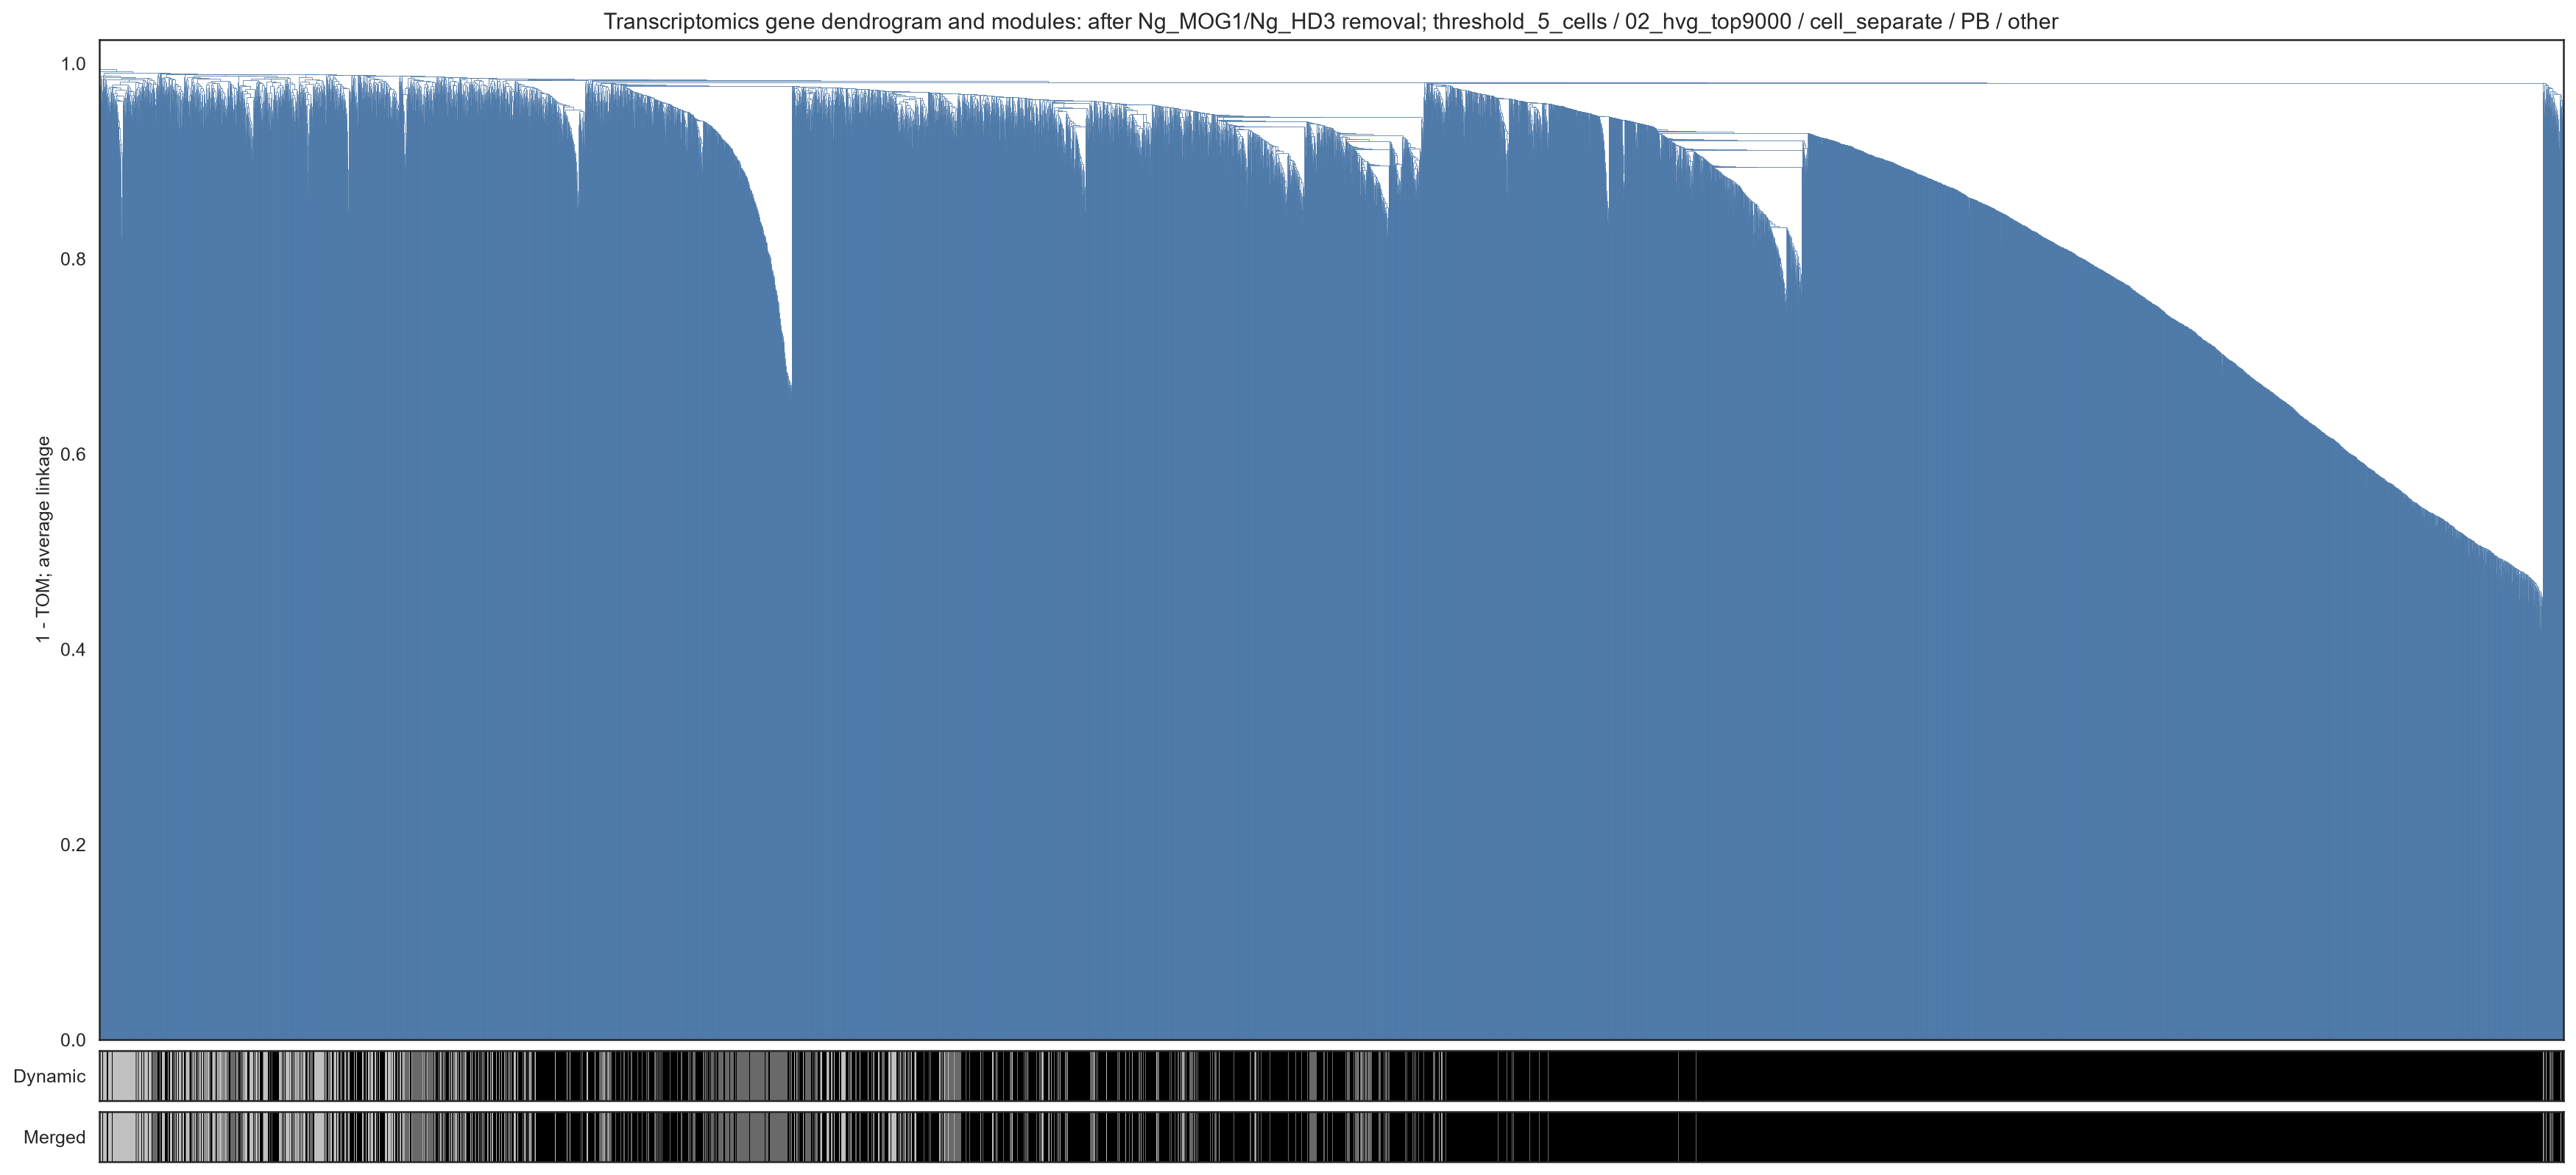 Transcriptomics gene dendrogram and modules: after Ng_MOG1/Ng_HD3 removal; threshold_5_cells / 02_hvg_top9000 / cell_separate / PB / other
1.0
0.8
0.6
0.4
0.2
0.0
1 - TOM; average linkage
Dynamic
Merged